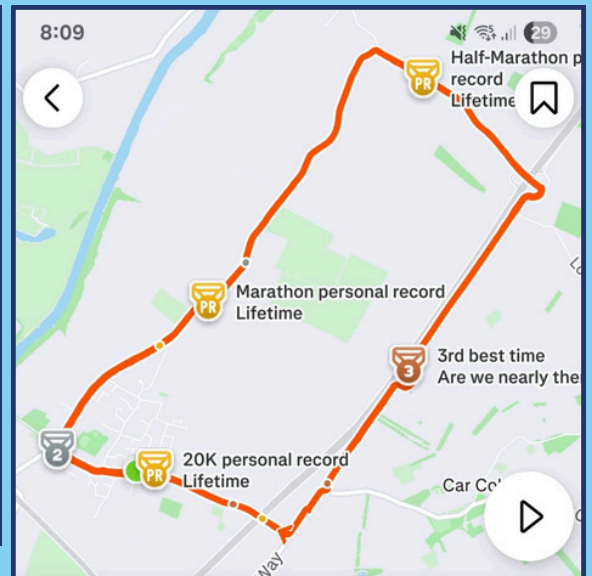 8:09
29
Half-Marathon p
record
Lifetime
PR
PR
Marathon personal record
Lifetime
3
3rd best time
Are we nearly the
2
PR
20K personal record
Lifetime
Car Co
Way